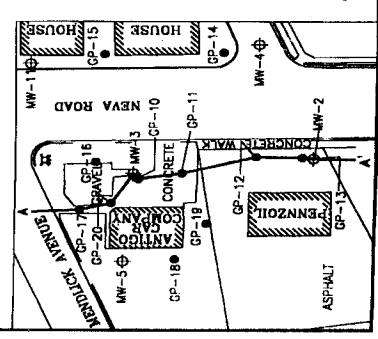 HOUSE
HOUSE
GP-15
GP-14
MW-11
MW-4
NEVA ROAD
GP-10
GP-11
MW-3
MW-2
CONCRETE WALK
GP-16
GRAVEL
CONCRETE
GP-12
A'
A
GP-17
GP-20
ANTIGO
CAR
COMPANY
GP-19
PENNZOIL
GP-13
MW-5
GP-18
MENDLICK AVENUE
ASPHALT